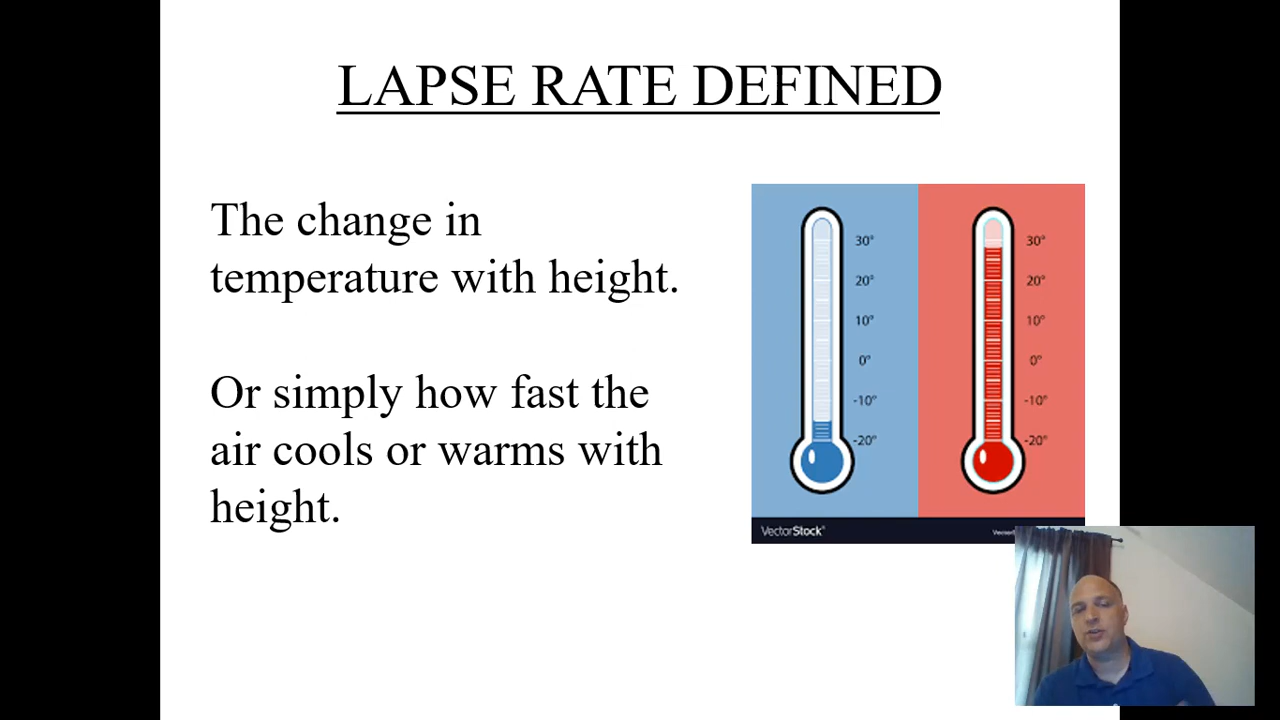 LAPSE RATE DEFINED
The change in
temperature with height.
Or simply how fast the
air cools or warms with
height.
30°
20°
10°
0°
-10°
-20°
30°
20°
10°
0°
-10°
-20°
VectorStock®